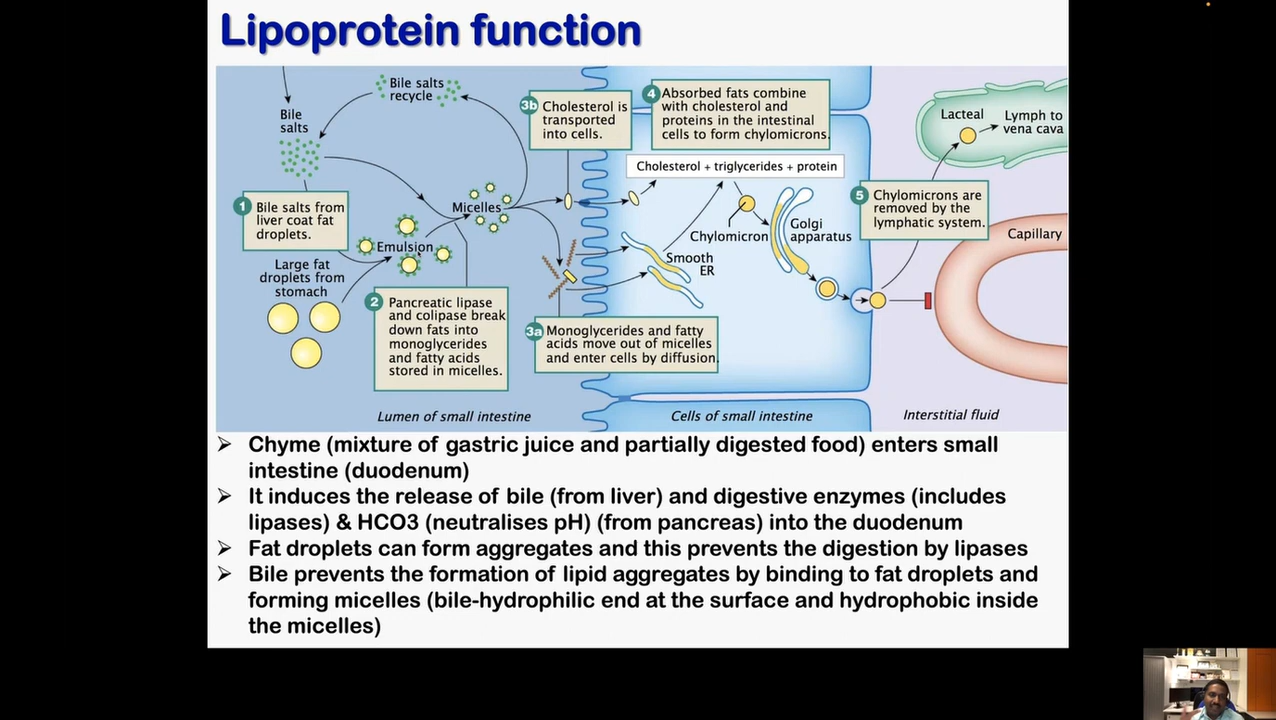 Lipoprotein function
Bile salts
recycle
Bile
salts
3b Cholesterol is
transported
into cells.
4 Absorbed fats combine
with cholesterol and
proteins in the intestinal
cells to form chylomicrons.
Lacteal
Lymph to
vena cava
Cholesterol + triglycerides + protein
1 Bile salts from
liver coat fat
droplets.
Micelles
5 Chylomicrons are
removed by the
lymphatic system.
Emulsion
Chylomicron
Golgi
apparatus
Capillary
Large fat
droplets from
stomach
Smooth
ER
2 Pancreatic lipase
and colipase break
down fats into
monoglycerides
and fatty acids
stored in micelles.
3a Monoglycerides and fatty
acids move out of micelles
and enter cells by diffusion.
Lumen of small intestine
Cells of small intestine
Interstitial fluid
➢ Chyme (mixture of gastric juice and partially digested food) enters small
intestine (duodenum)
➢ It induces the release of bile (from liver) and digestive enzymes (includes
lipases) & HCO3 (neutralises pH) (from pancreas) into the duodenum
➢ Fat droplets can form aggregates and this prevents the digestion by lipases
➢ Bile prevents the formation of lipid aggregates by binding to fat droplets and
forming micelles (bile-hydrophilic end at the surface and hydrophobic inside
the micelles)